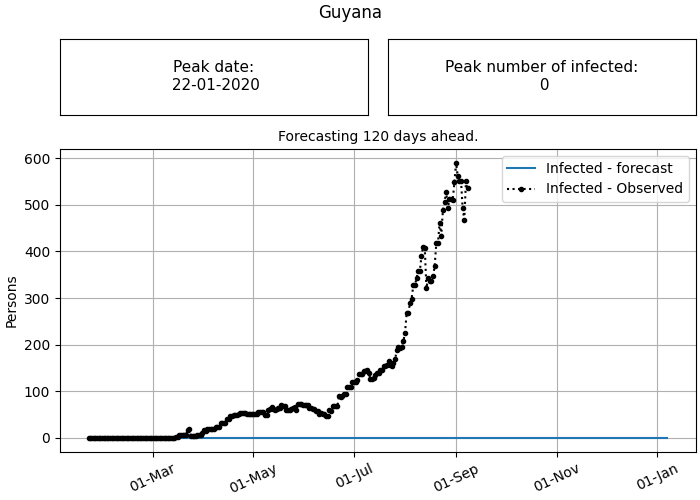 Guyana
Peak date:
22-01-2020
Peak number of infected:
0
Forecasting 120 days ahead.
Infected - forecast
Infected - Observed
Persons
600
500
400
300
200
100
0
01-Mar
01-May
01-Jul
01-Sep
01-Nov
01-Jan